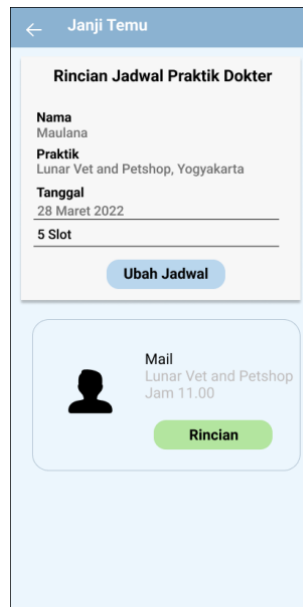 Janji Temu
Rincian Jadwal Praktik Dokter
Nama
Maulana
Praktik
Lunar Vet and Petshop, Yogyakarta
Tanggal
28 Maret 2022
5 Slot
Ubah Jadwal
Mail
Lunar Vet and Petshop
Jam 11.00
Rincian